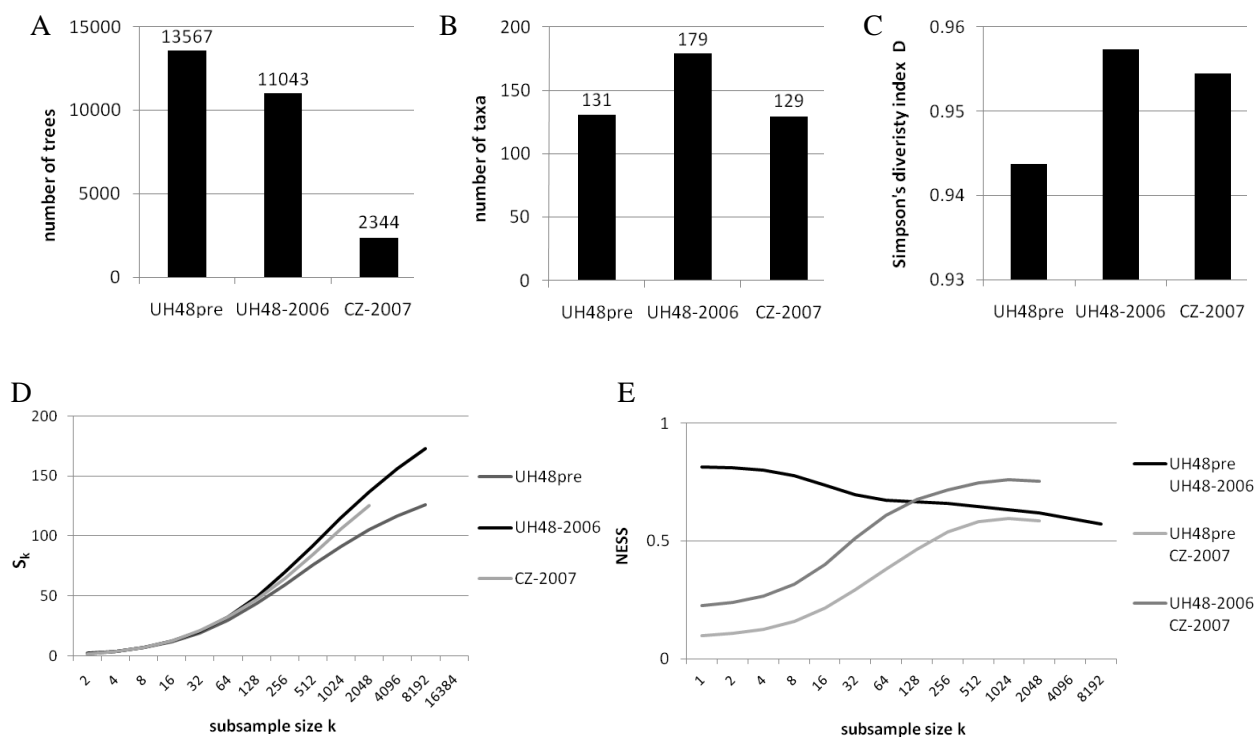 A
15000
10000
5000
0
number of trees
13567
11043
2344
UH48pre
UH48-2006
CZ-2007
B
200
150
100
50
0
number of taxa
131
179
129
UH48pre
UH48-2006
CZ-2007
C
0.96
0.95
0.94
0.93
Simpson's diveristy index D
UH48pre
UH48-2006
CZ-2007
D
200
150
100
50
0
Sk
2
4
8
16
32
64
128
256
512
1024
2048
4096
8192
16384
subsample size k
UH48pre
UH48-2006
CZ-2007
E
1
0.5
0
NESS
1
2
4
8
16
32
64
128
256
512
1024
2048
4096
8192
subsample size k
UH48pre
UH48-2006
UH48pre
CZ-2007
UH48-2006
CZ-2007